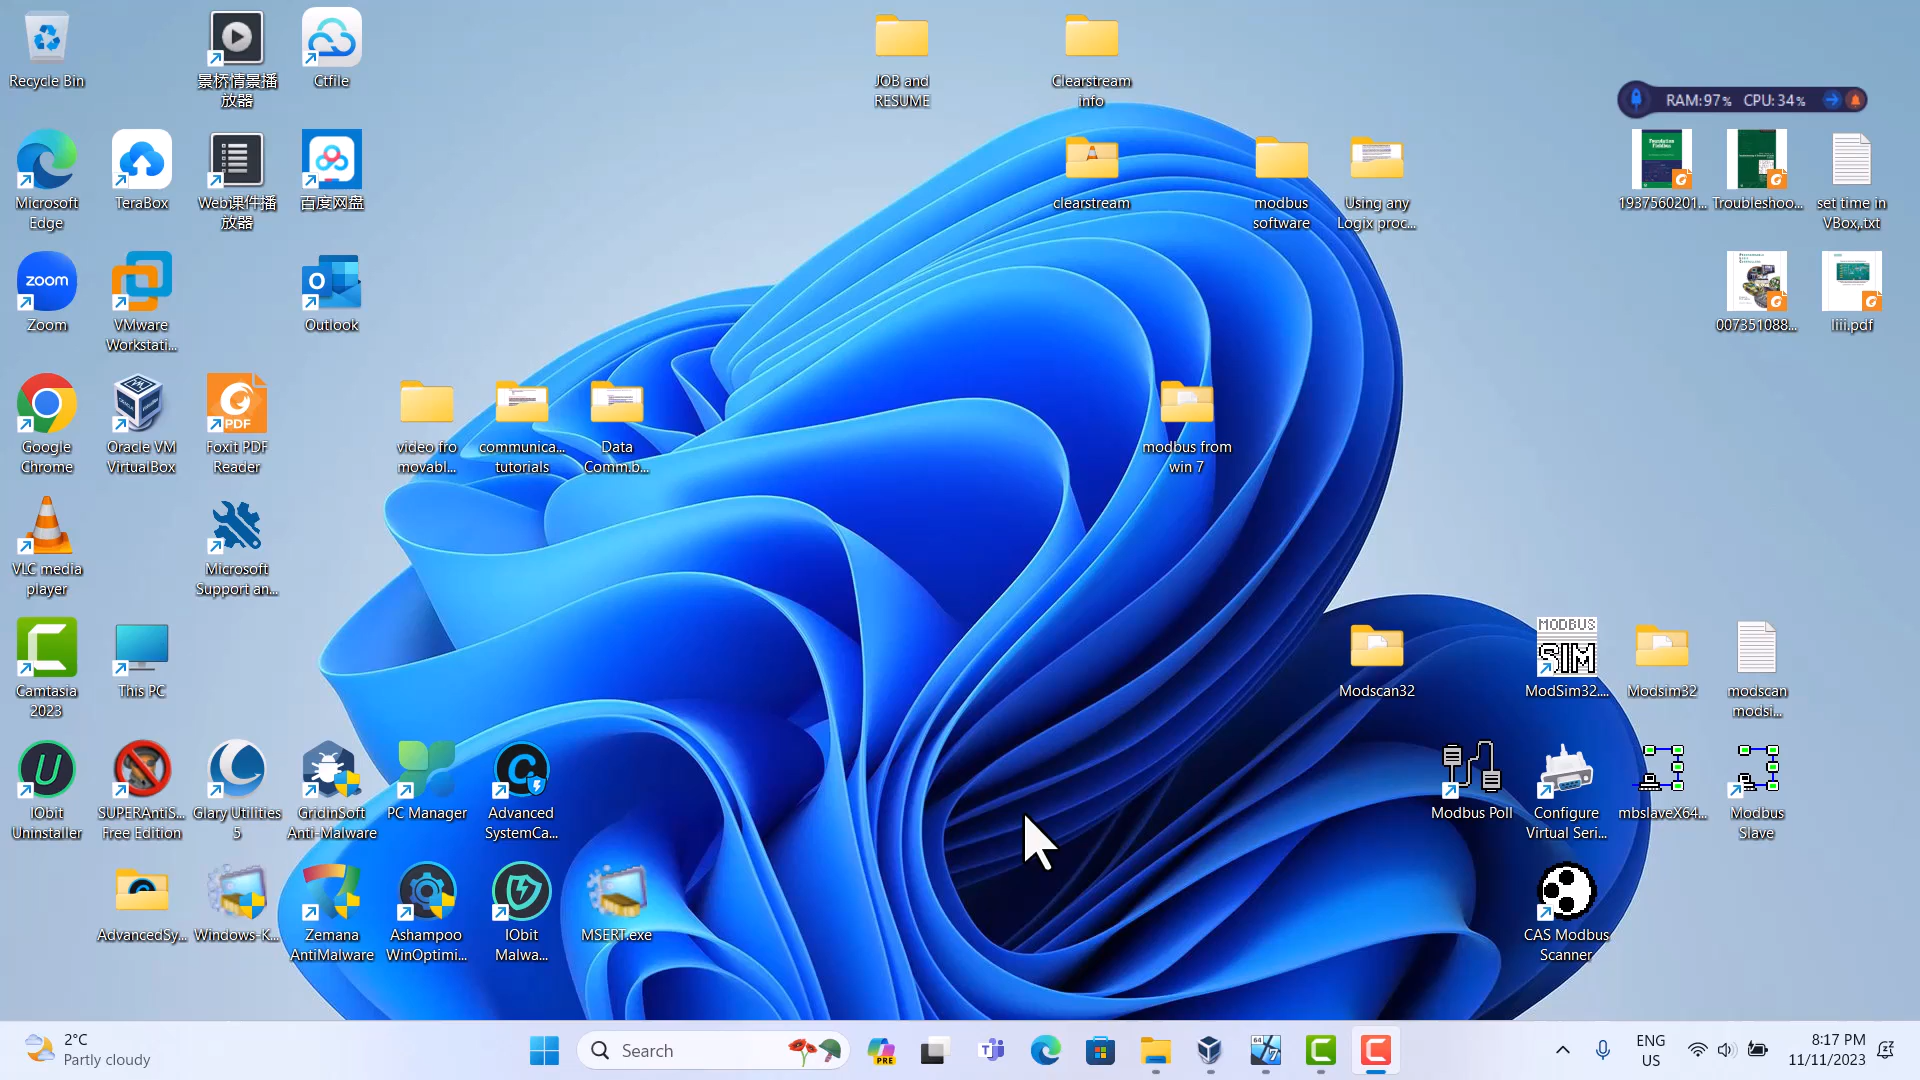 Recycle Bin
景桥情景播
放器
Ctfile
JOB and
RESUME
Clearstream
info
RAM:97% CPU:34%
Microsoft
Edge
TeraBox
Web课件播
放器
百度网盘
clearstream
modbus
software
Using any
Logix proc...
1937560201...
Troubleshoo...
set time in
VBox,.txt
zoom
Zoom
VMware
Workstati...
Outlook
007351088...
liii.pdf
Google
Chrome
Oracle VM
VirtualBox
PDF
Foxit PDF
Reader
video fro
movabl...
communica...
tutorials
Data
Comm.b...
modbus from
win 7
VLC media
player
Microsoft
Support an...
Camtasia
2023
This PC
Modscan32
MODBUS
SIM
ModSim32....
Modsim32
modscan
modsi...
IObit
Uninstaller
SUPERAntiS...
Free Edition
Glary Utilities
5
GridinSoft
Anti-Malware
PC Manager
Advanced
SystemCa...
Modbus Poll
Configure
Virtual Seri...
mbslaveX64...
Modbus
Slave
AdvancedSy...
Windows-K...
Zemana
AntiMalware
Ashampoo
WinOptimi...
IObit
Malwa...
MSERT.exe
CAS Modbus
Scanner
2°C
Partly cloudy
Search
PRE
64
ENG
US
8:17 PM
11/11/2023